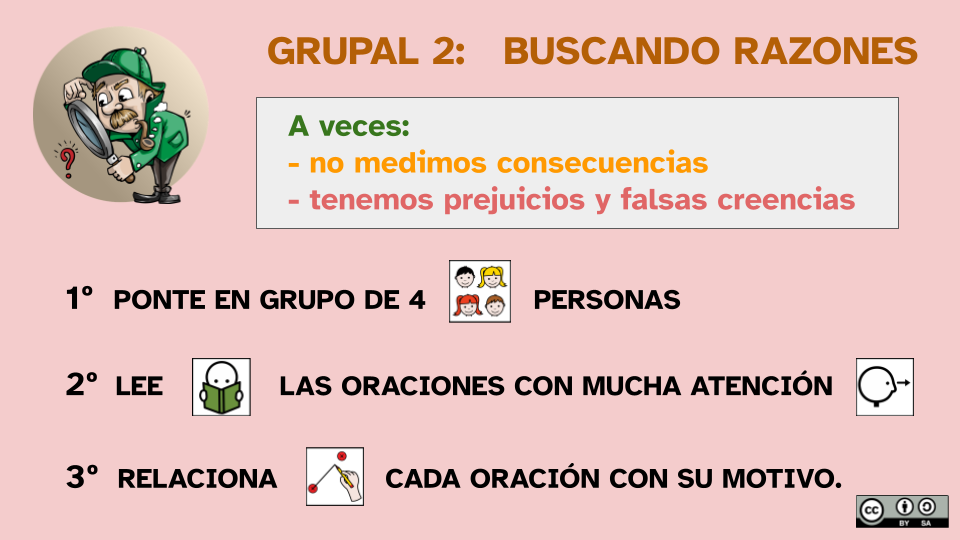 GRUPAL 2: BUSCANDO RAZONES
A veces:
- no medimos consecuencias
- tenemos prejuicios y falsas creencias
1º PONTE EN GRUPO DE 4 PERSONAS
2º LEE LAS ORACIONES CON MUCHA ATENCIÓN
3º RELACIONA CADA ORACIÓN CON SU MOTIVO.
cc BY SA